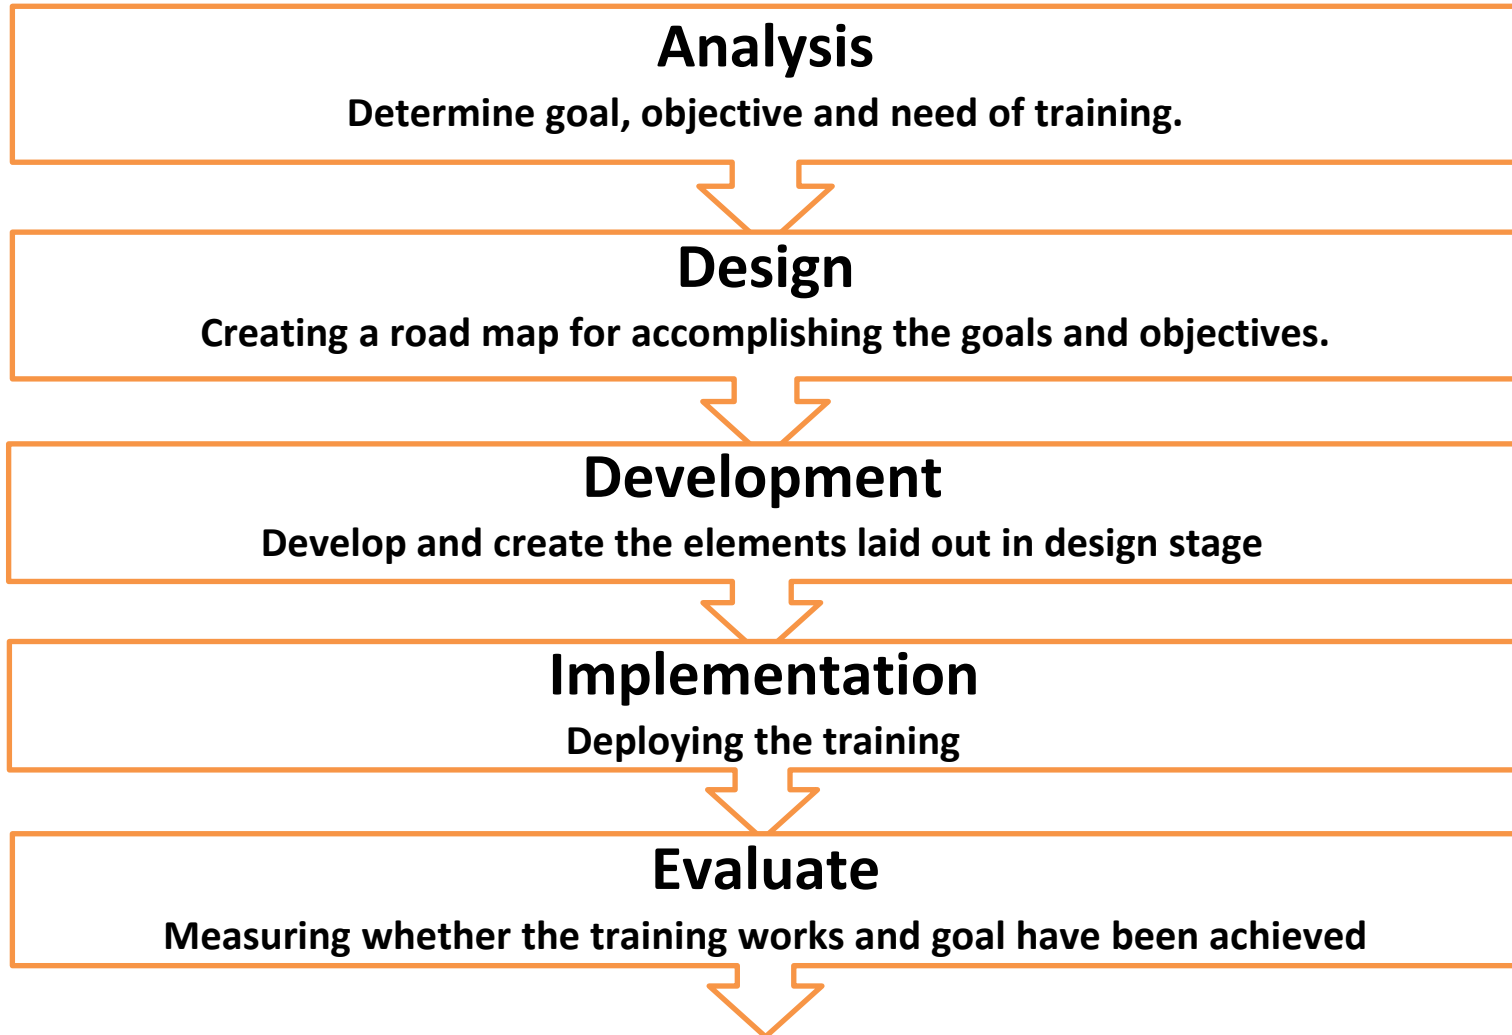 Analysis
Determine goal, objective and need of training.
Design
Creating a road map for accomplishing the goals and objectives.
Development
Develop and create the elements laid out in design stage
Implementation
Deploying the training
Evaluate
Measuring whether the training works and goal have been achieved